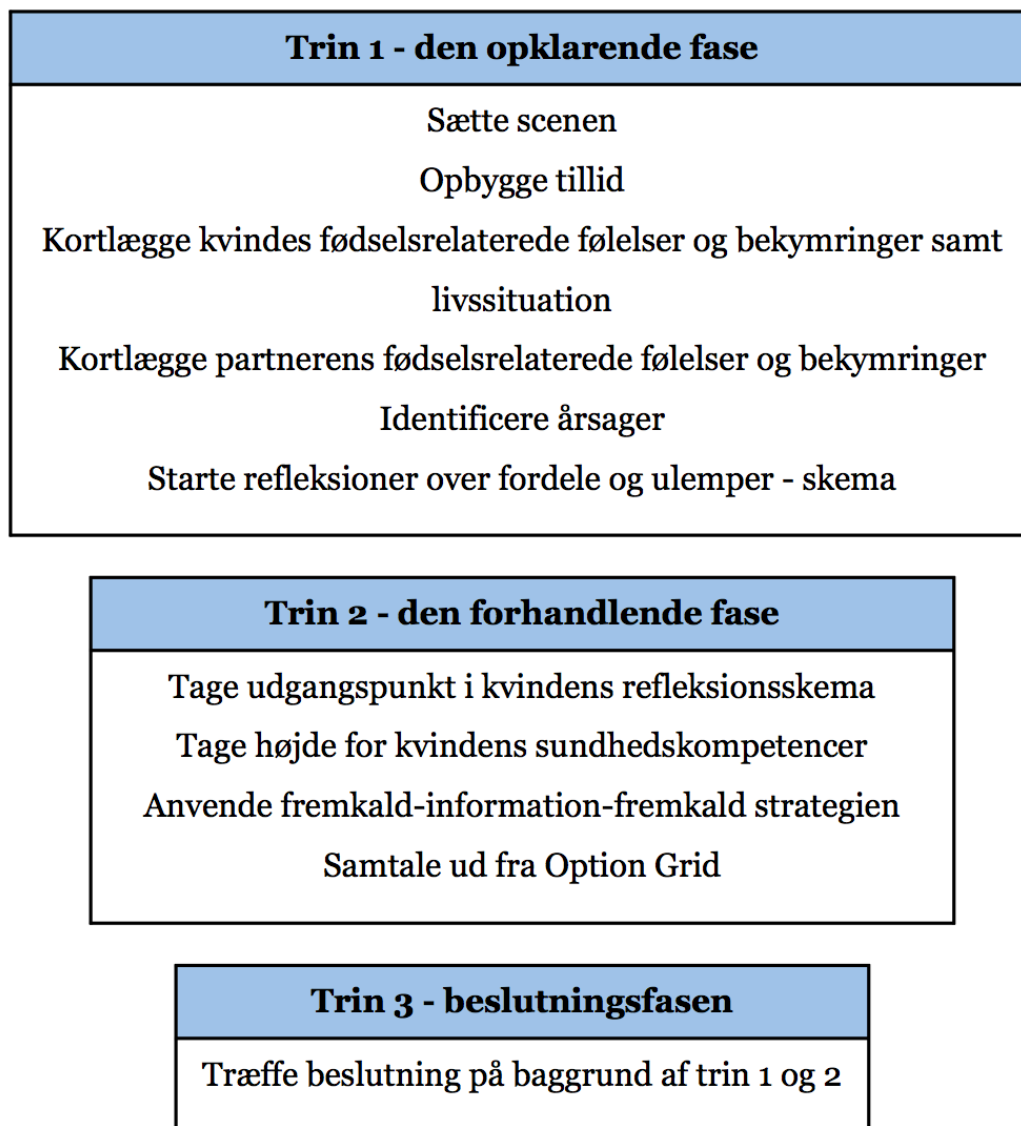 Trin 1 - den opklarende fase
Sætte scenen
Opbygge tillid
Kortlægge kvindes fødselsrelaterede følelser og bekymringer samt
livssituation
Kortlægge partnerens fødselsrelaterede følelser og bekymringer
Identificere årsager
Starte refleksioner over fordele og ulemper - skema
Trin 2 - den forhandlende fase
Tage udgangspunkt i kvindens refleksionsskema
Tage højde for kvindens sundhedskompetencer
Anvende fremkald-information-fremkald strategien
Samtale ud fra Option Grid
Trin 3 - beslutningsfasen
Træffe beslutning på baggrund af trin 1 og 2